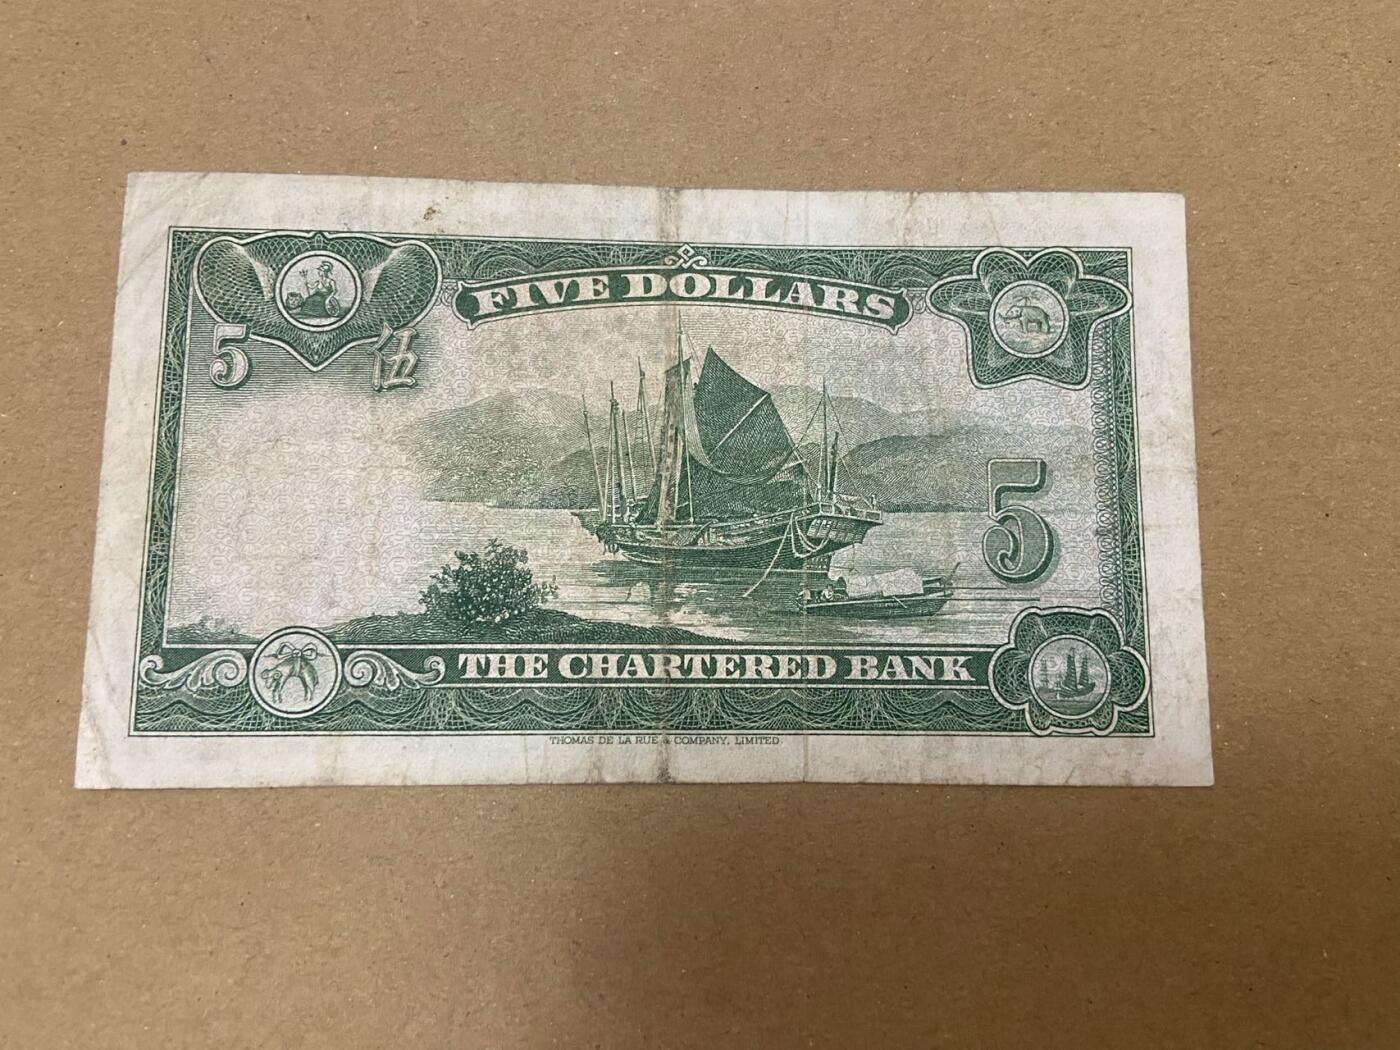 FIVE DOLLARS
5 伍
5
THE CHARTERED BANK
THOMAS DE LA RUE & COMPANY, LIMITED